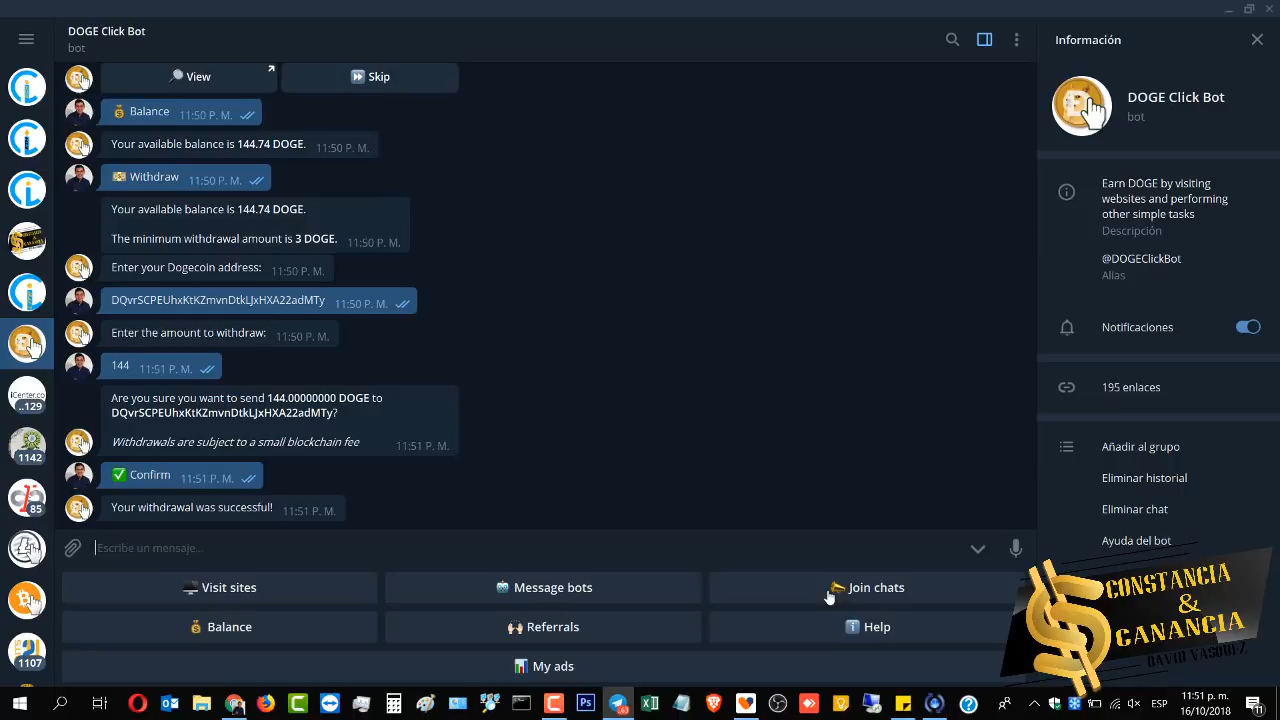 DOGE Click Bot
bot
View
Skip
Balance 11:50 P. M.
Your available balance is 144.74 DOGE. 11:50 P. M.
Withdraw 11:50 P. M.
Your available balance is 144.74 DOGE.
The minimum withdrawal amount is 3 DOGE. 11:50 P. M.
Enter your Dogecoin address: 11:50 P. M.
DQvrSCPEUhxKtKZmvnDtkLJxHXA22adMTy 11:50 P. M.
Enter the amount to withdraw: 11:50 P. M.
144 11:51 P. M.
Are you sure you want to send 144.00000000 DOGE to
DQvrSCPEUhxKtKZmvnDtkLJxHXA22adMTy?
Withdrawals are subject to a small blockchain fee 11:51 P. M.
Confirm 11:51 P. M.
Your withdrawal was successful! 11:51 P. M.
Escribe un mensaje...
Visit sites
Message bots
Join chats
Balance
Referrals
Help
My ads
..129
1142
85
1107
Información
DOGE Click Bot
bot
Earn DOGE by visiting
websites and performing
other simple tasks
Descripción
@DOGEClickBot
Alias
Notificaciones
195 enlaces
Añadir al grupo
Eliminar historial
Eliminar chat
Ayuda del bot
CONSTANCIA
&
GANANCIA
DAVID VASQUEZ
ESP
11:51 p. m.
16/10/2018